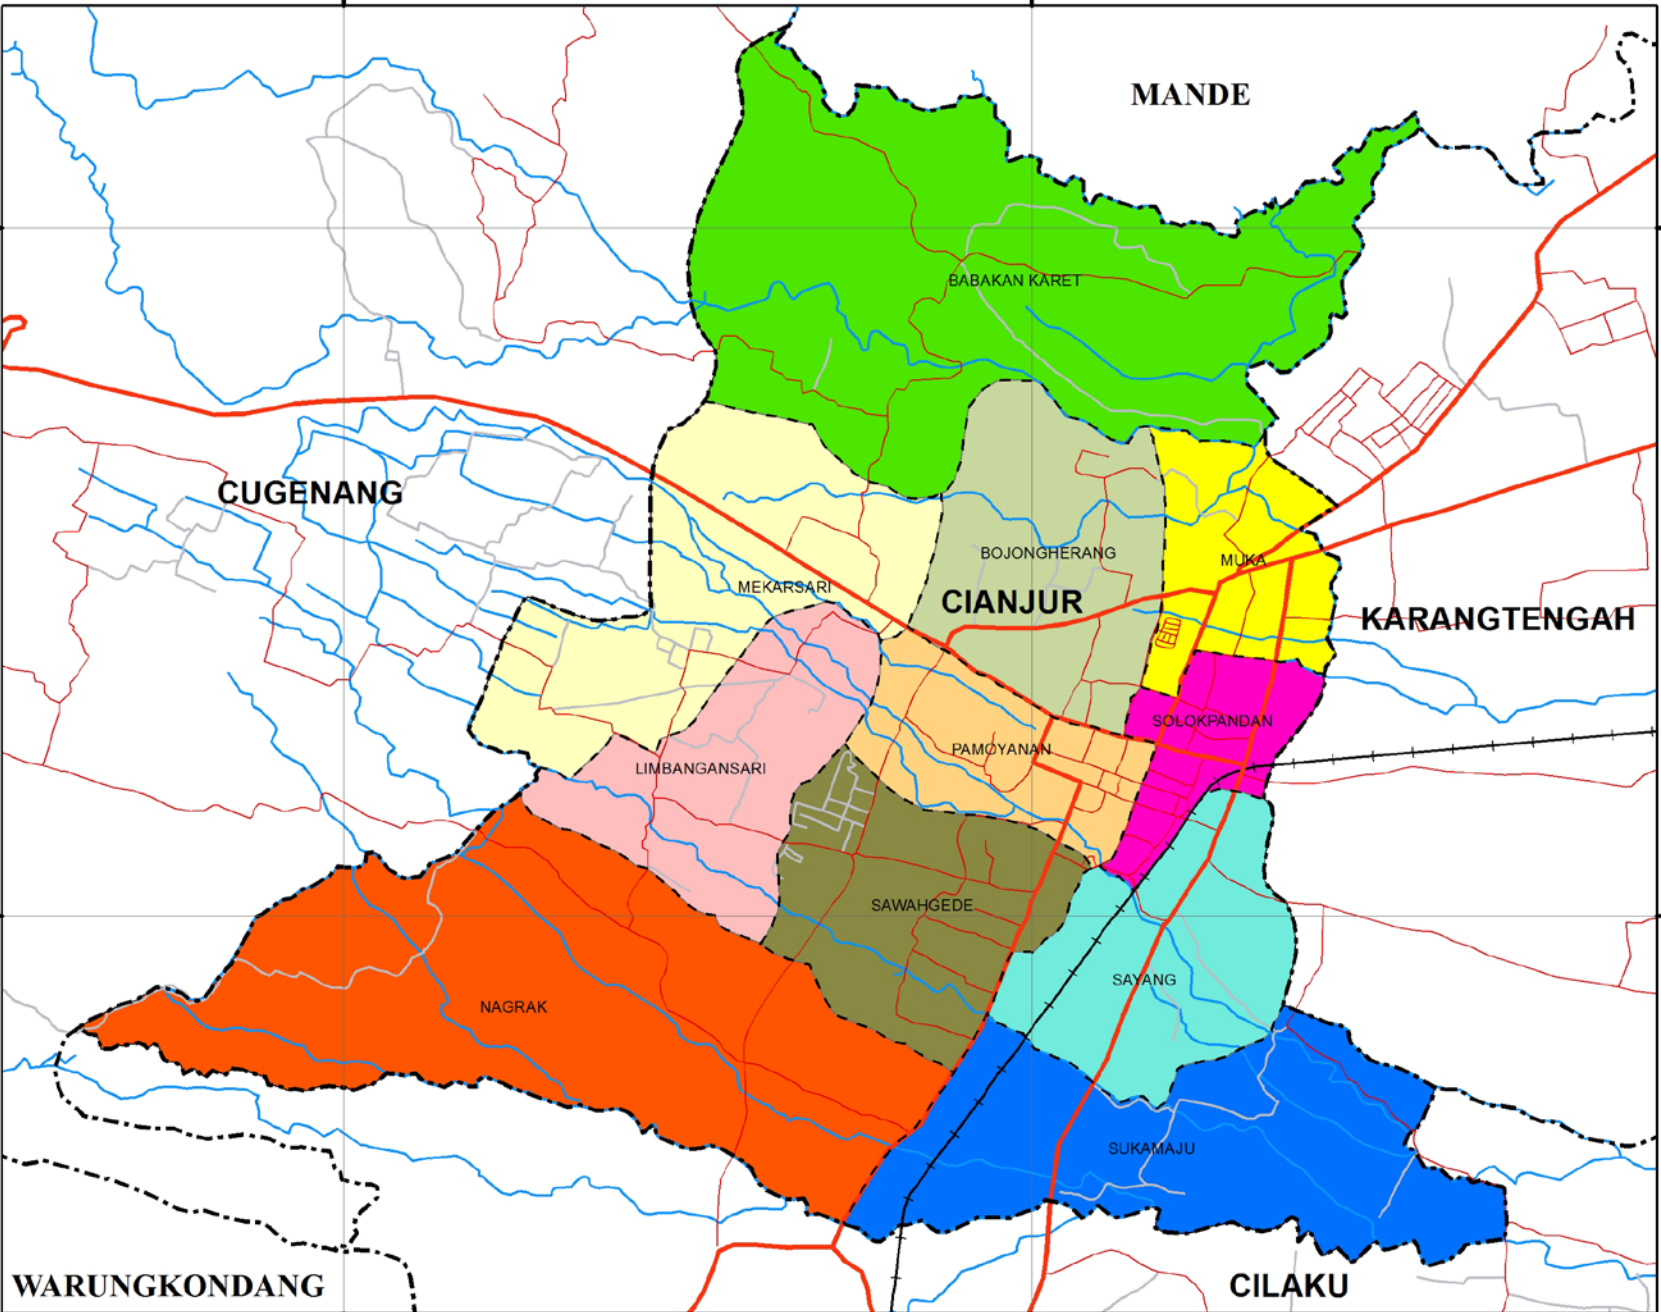 MANDE
BABAKAN KARET
CUGENANG
BOJONGHERANG
MUKA
MEKARSARI
CIANJUR
KARANGTENGAH
SOLOKPANDAN
PAMOYANAN
LIMBANGANSARI
SAWAHGEDE
SAYANG
NAGRAK
SUKAMAJU
WARUNGKONDANG
CILAKU